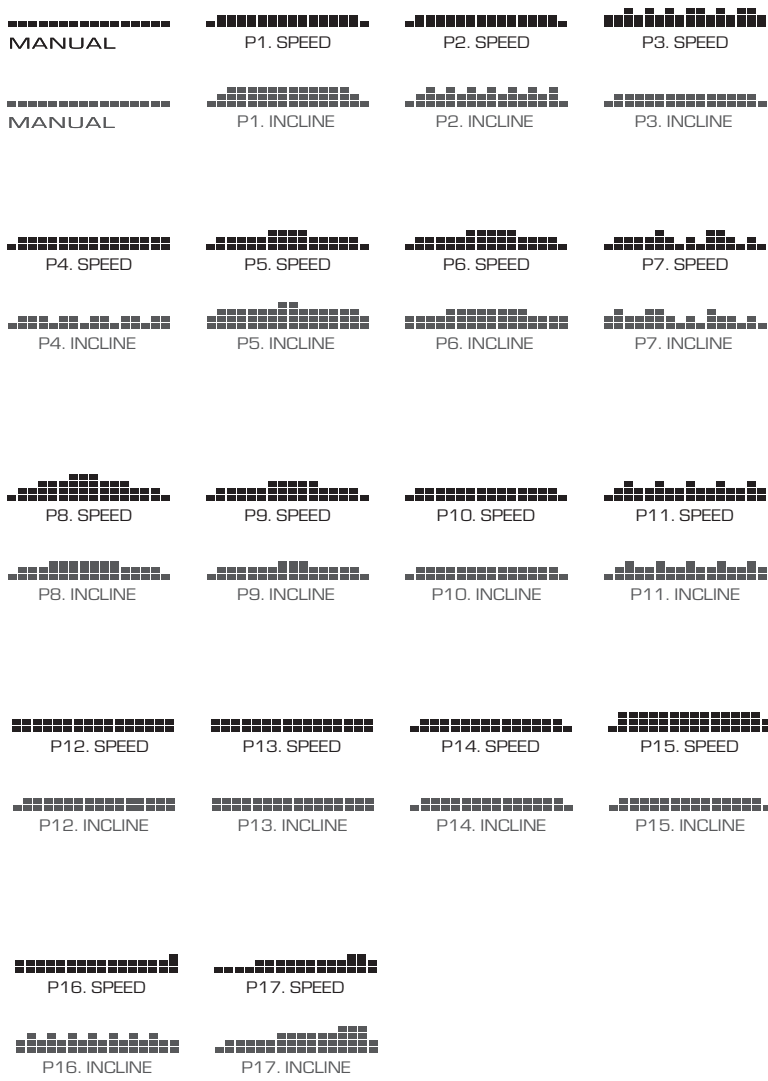 MANUAL
P1. SPEED
P2. SPEED
P3. SPEED
MANUAL
P1. INCLINE
P2. INCLINE
P3. INCLINE
P4. SPEED
P5. SPEED
P6. SPEED
P7. SPEED
P4. INCLINE
P5. INCLINE
P6. INCLINE
P7. INCLINE
P8. SPEED
P9. SPEED
P10. SPEED
P11. SPEED
P8. INCLINE
P9. INCLINE
P10. INCLINE
P11. INCLINE
P12. SPEED
P13. SPEED
P14. SPEED
P15. SPEED
P12. INCLINE
P13. INCLINE
P14. INCLINE
P15. INCLINE
P16. SPEED
P17. SPEED
P16. INCLINE
P17. INCLINE